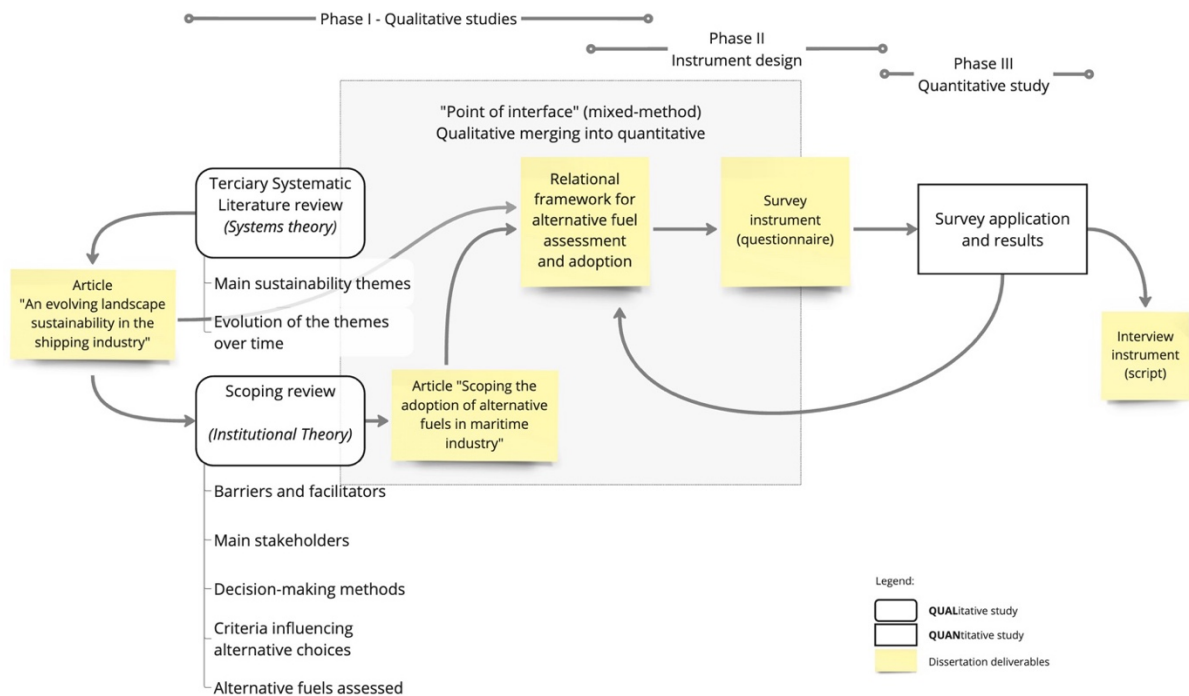 Phase I - Qualitative studies
Phase II
Instrument design
Phase III
Quantitative study
"Point of interface" (mixed-method)
Qualitative merging into quantitative
Terciary Systematic
Literature review
(Systems theory)
Main sustainability themes
Evolution of the themes
over time
Article
"An evolving landscape
sustainability in the
shipping industry"
Scoping review
(Institutional Theory)
Barriers and facilitators
Main stakeholders
Decision-making methods
Criteria influencing
alternative choices
Alternative fuels assessed
Article "Scoping the
adoption of alternative
fuels in maritime
industry"
Relational
framework for
alternative fuel
assessment
and adoption
Survey
instrument
(questionnaire)
Survey application
and results
Interview
instrument
(script)
Legend:
QUALitative study
QUANtitative study
Dissertation deliverables